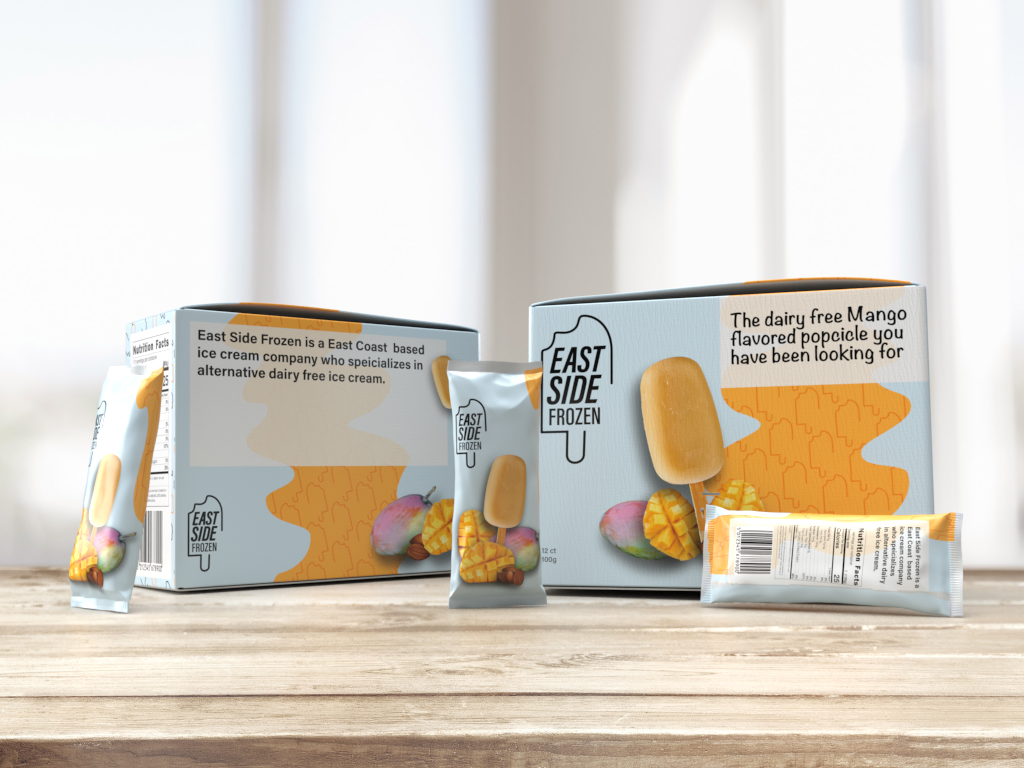 Nutrition Facts
East Side Frozen is a East Coast based
ice cream company who speicializes in
alternative dairy free ice cream.
EAST
SIDE
FROZEN
EAST
SIDE
FROZEN
EAST
SIDE
FROZEN
The dairy free Mango
flavored popcicle you
have been looking for
12 ct
East Side Frozen is a
East Coast based
ice cream company
who speicializes
in alternative dairy
free ice cream.
Nutrition Facts
25